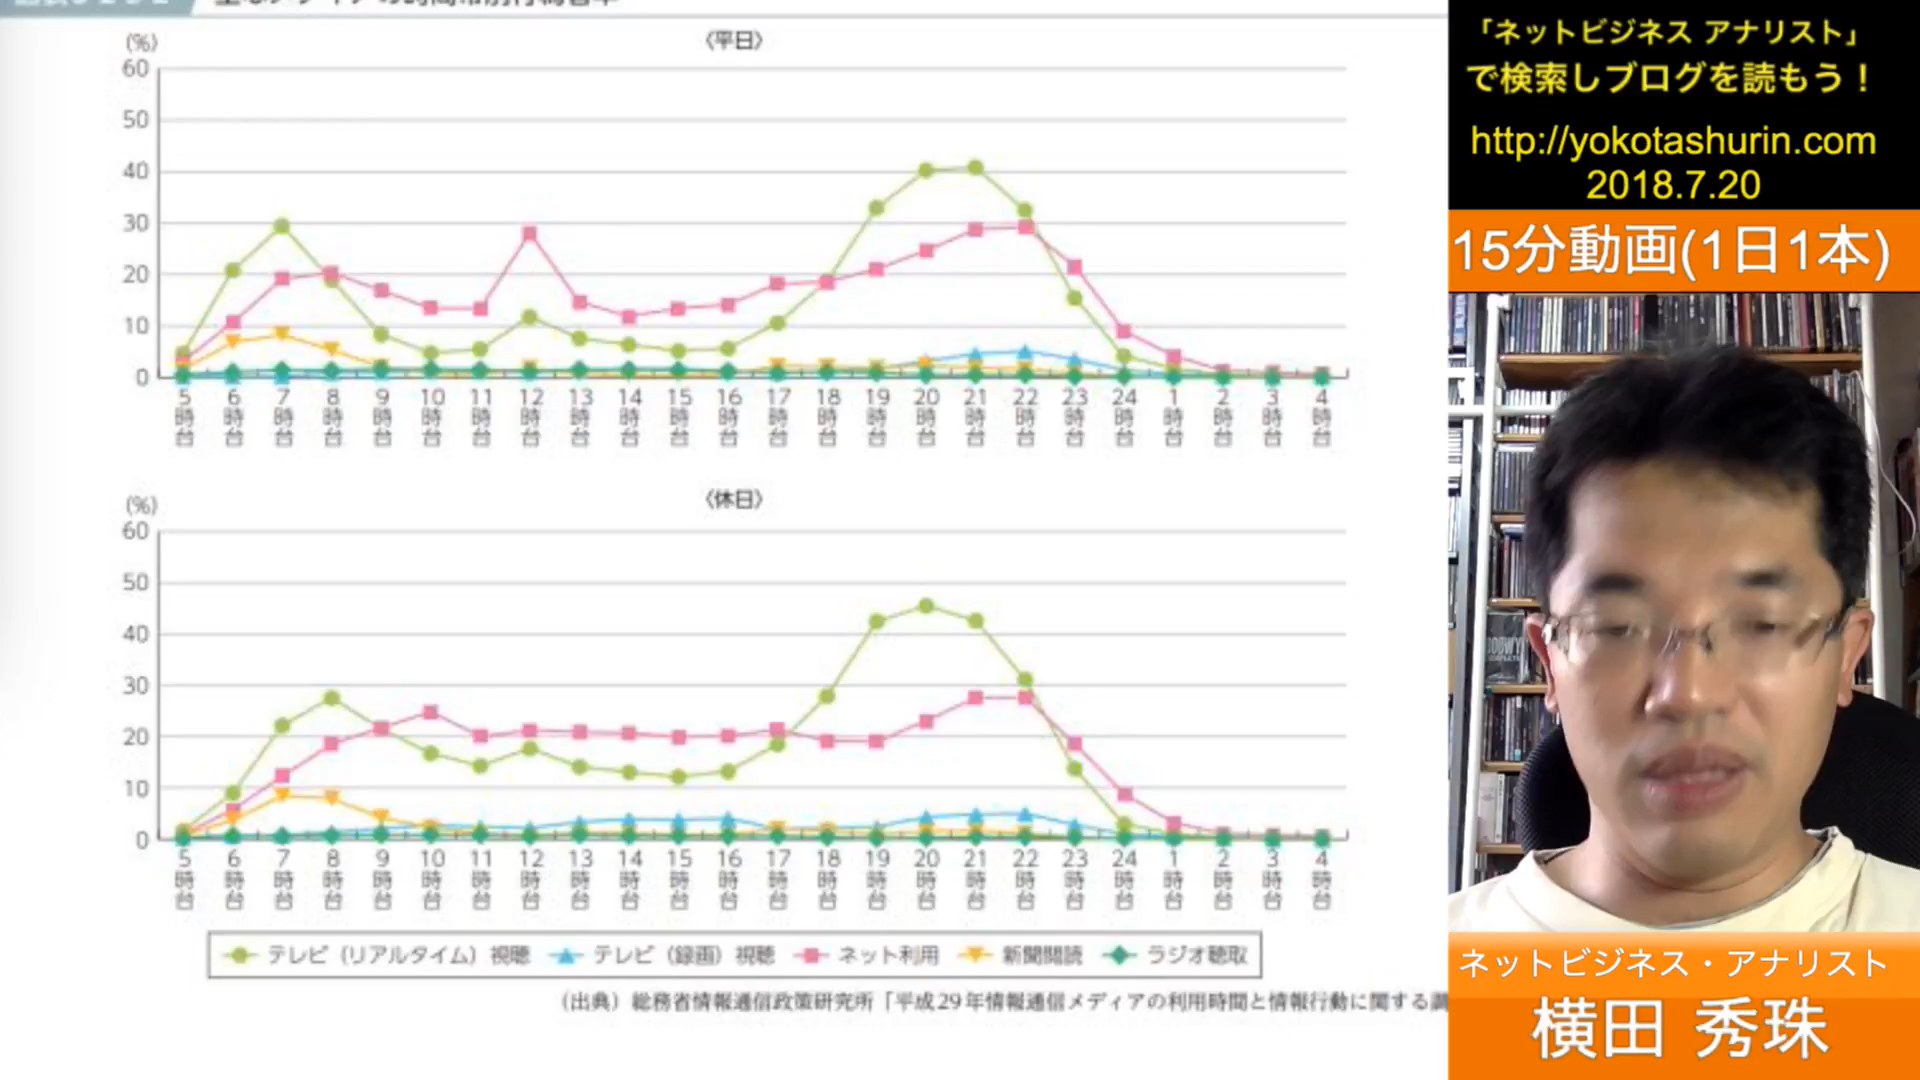 〈平日〉
(%)
60
50
40
30
20
10
0
5時台 6時台 7時台 8時台 9時台 10時台 11時台 12時台 13時台 14時台 15時台 16時台 17時台 18時台 19時台 20時台 21時台 22時台 23時台 24時台 1時台 2時台 3時台 4時台
〈休日〉
(%)
60
50
40
30
20
10
0
5時台 6時台 7時台 8時台 9時台 10時台 11時台 12時台 13時台 14時台 15時台 16時台 17時台 18時台 19時台 20時台 21時台 22時台 23時台 24時台 1時台 2時台 3時台 4時台
テレビ（リアルタイム）視聴 テレビ（録画）視聴 ネット利用 新聞閲読 ラジオ聴取
（出典）総務省情報通信政策研究所「平成29年情報通信メディアの利用時間と情報行動に関する調
「ネットビジネス アナリスト」
で検索しブログを読もう！
http://yokotashurin.com
2018.7.20
15分動画(1日1本)
ネットビジネス・アナリスト
横田 秀珠